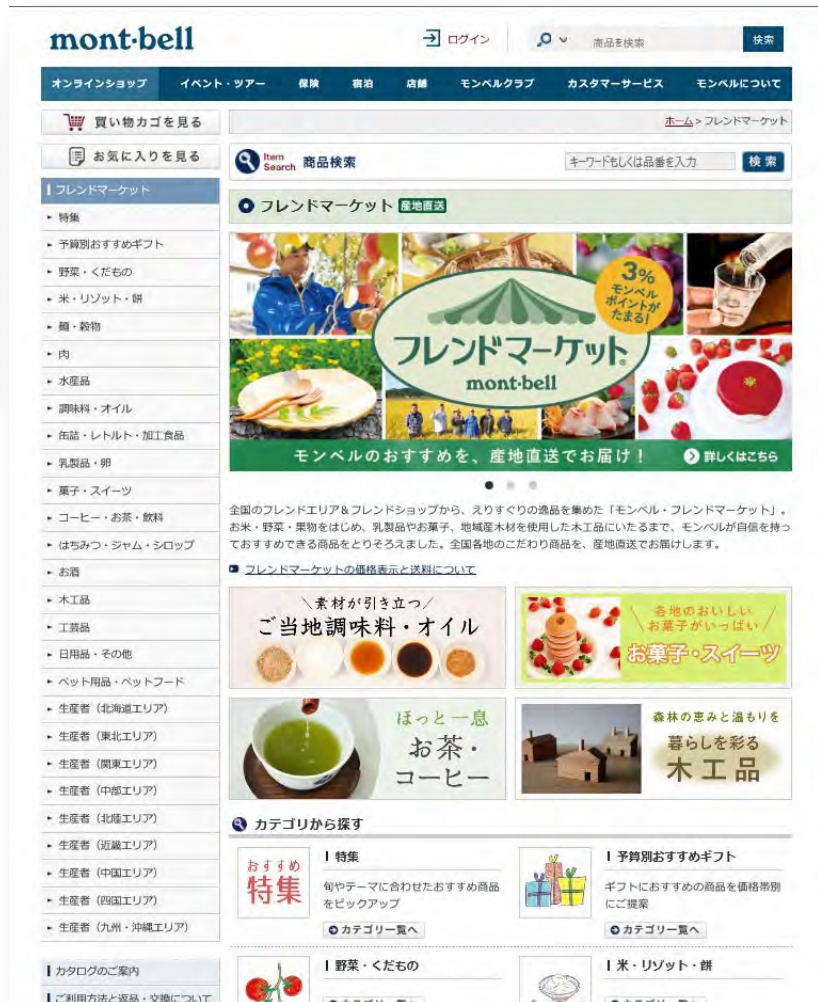 mont·bell
ログイン
商品を検索
検索
オンラインショップ
イベント・ツアー
保険
宿泊
店舗
モンベルクラブ
カスタマーサービス
モンベルについて
買い物カゴを見る
お気に入りを見る
フレンドマーケット
特集
予算別おすすめギフト
野菜・くだもの
米・リゾット・餅
麺・穀物
肉
水産品
調味料・オイル
缶詰・レトルト・加工食品
乳製品・卵
菓子・スイーツ
コーヒー・お茶・飲料
はちみつ・ジャム・シロップ
お酒
木工品
工芸品
日用品・その他
ペット用品・ペットフード
生産者（北海道エリア）
生産者（東北エリア）
生産者（関東エリア）
生産者（中部エリア）
生産者（北陸エリア）
生産者（近畿エリア）
生産者（中国エリア）
生産者（四国エリア）
生産者（九州・沖縄エリア）
カタログのご案内
ご利用方法と返品・交換について
ホーム > フレンドマーケット
Item Search 商品検索
キーワードもしくは品番を入力
検索
フレンドマーケット 産地直送
3%
モンベル
ポイントが
たまる!
フレンドマーケット
mont·bell
モンベルのおすすめを、産地直送でお届け！
詳しくはこちら
全国のフレンドエリア＆フレンドショップから、えりすぐりの逸品を集めた「モンベル・フレンドマーケット」。
お米・野菜・果物をはじめ、乳製品やお菓子、地域産木材を使用した木工品にいたるまで、モンベルが自信を持っ
ておすすめできる商品をとりそろえました。全国各地のこだわり商品を、産地直送でお届けします。
フレンドマーケットの価格表示と送料について
＼素材が引き立つ／
ご当地調味料・オイル
各地のおいしい
お菓子がいっぱい
お菓子・スイーツ
ほっと一息
お茶・
コーヒー
森林の恵みと温もりを
暮らしを彩る
木工品
カテゴリから探す
おすすめ
特集
特集
旬やテーマに合わせたおすすめ商品
をピックアップ
カテゴリ一覧へ
予算別おすすめギフト
ギフトにおすすめの商品を価格帯別
にご提案
カテゴリ一覧へ
野菜・くだもの
米・リゾット・餅